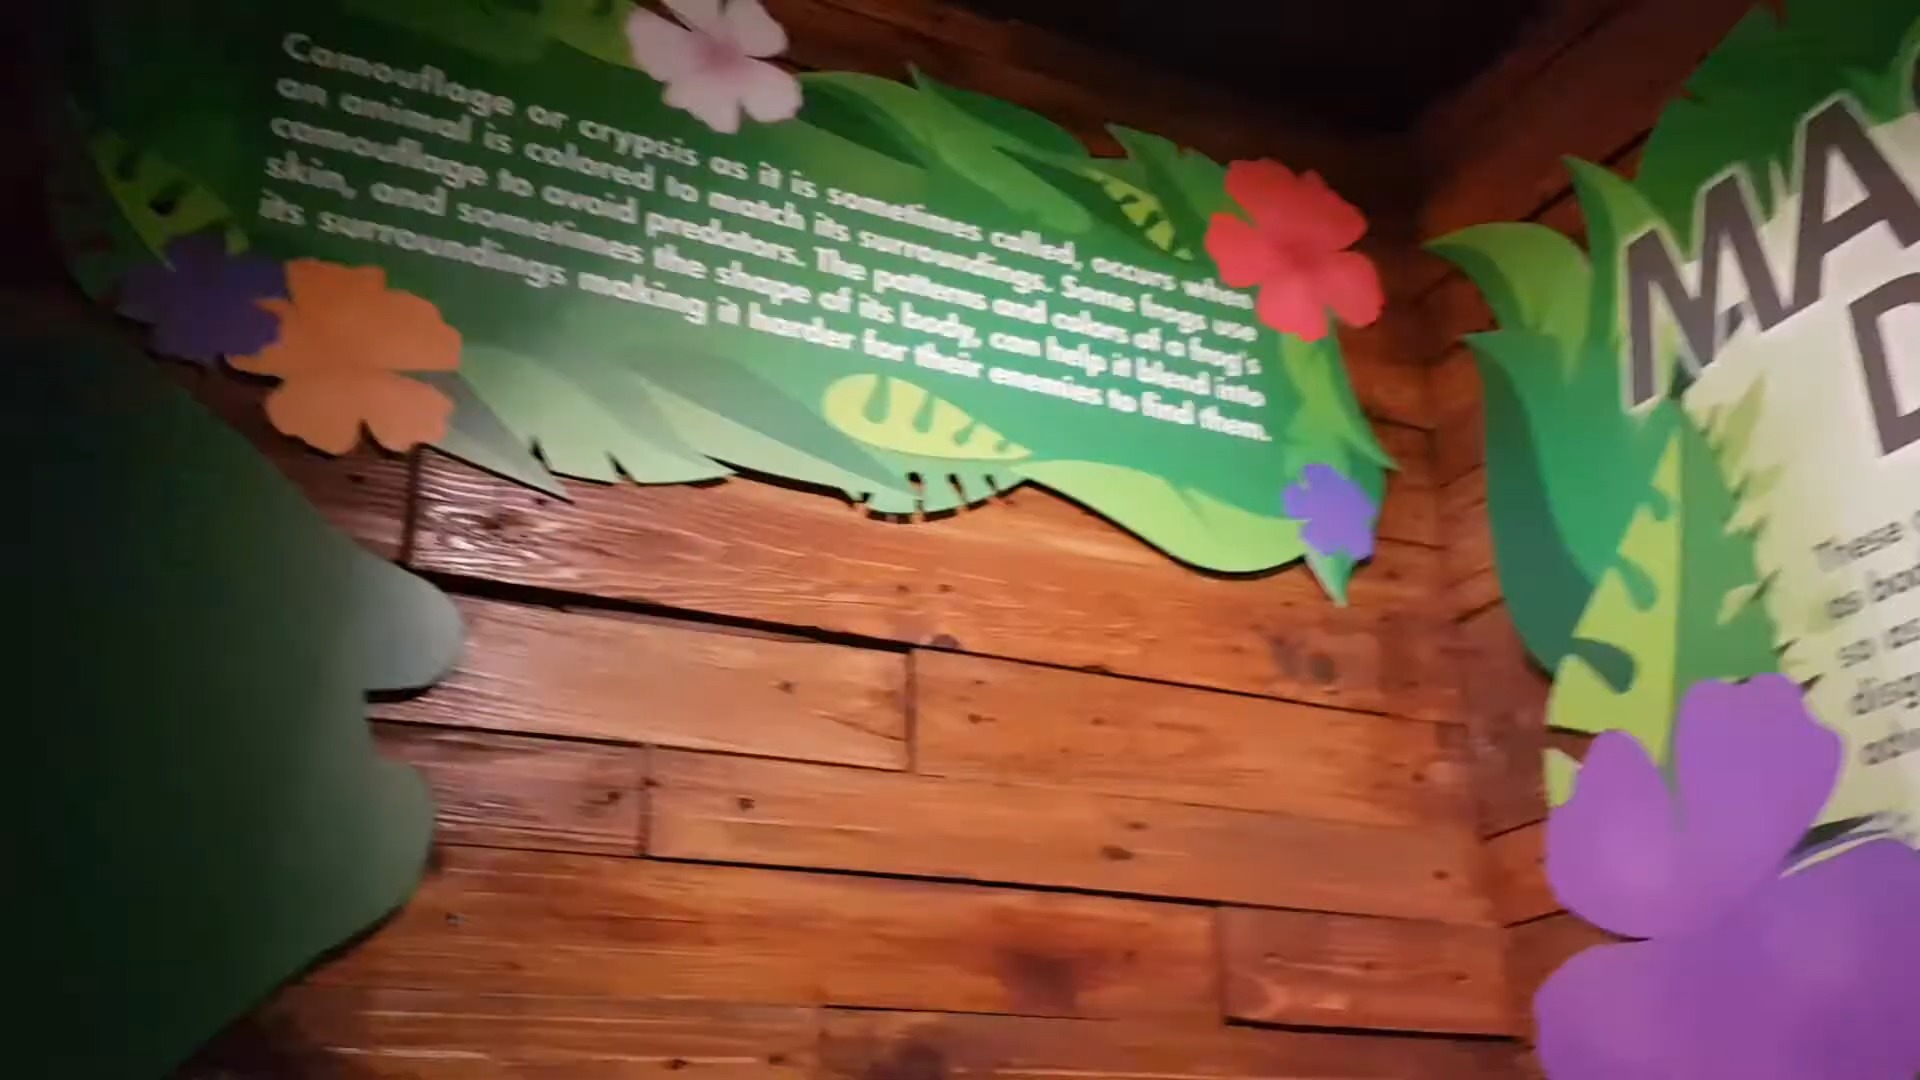 Camouflage or crypsis as it is sometimes called, occurs when
an animal is colored to match its surroundings. Some frogs use
camouflage to avoid predators. The patterns and colors of a frog's
skin, and sometimes the shape of its body, can help it blend into
its surroundings making it harder for their enemies to find them.
MA
D
These
as
so as